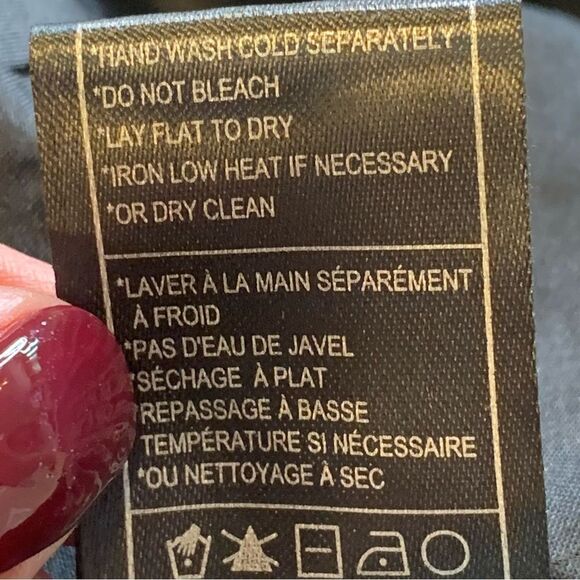 *HAND WASH COLD SEPARATELY
*DO NOT BLEACH
*LAY FLAT TO DRY
*IRON LOW HEAT IF NECESSARY
*OR DRY CLEAN
*LAVER À LA MAIN SÉPARÉMENT
À FROID
*PAS D'EAU DE JAVEL
*SÉCHAGE À PLAT
*REPASSAGE À BASSE
TEMPÉRATURE SI NÉCESSAIRE
*OU NETTOYAGE À SEC